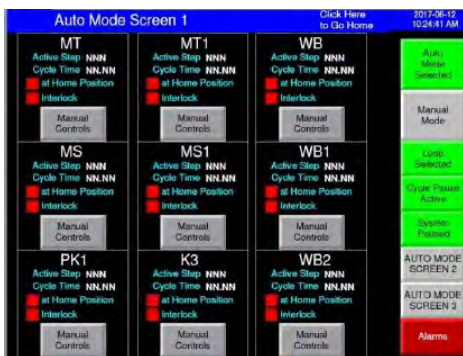 Auto Mode Screen 1
Click Here
to Go Home
2017-06-12
10:24:41 AM
MT
Active Step NNN
Cycle Time NN.NN
at Home Position
Interlock
Manual
Controls
MT1
Active Step NNN
Cycle Time NN.NN
at Home Position
Interlock
Manual
Controls
WB
Active Step NNN
Cycle Time NN.NN
at Home Position
Interlock
Manual
Controls
MS
Active Step NNN
Cycle Time NN.NN
at Home Position
Interlock
Manual
Controls
MS1
Active Step NNN
Cycle Time NN.NN
at Home Position
Interlock
Manual
Controls
WB1
Active Step NNN
Cycle Time NN.NN
at Home Position
Interlock
Manual
Controls
PK1
Active Step NNN
Cycle Time NN.NN
at Home Position
Interlock
Manual
Controls
K3
Active Step NNN
Cycle Time NN.NN
at Home Position
Interlock
Manual
Controls
WB2
Active Step NNN
Cycle Time NN.NN
at Home Position
Interlock
Manual
Controls
Auto
Mode
Selected
Manual
Mode
Loop
Selected
Cycle Pause
Active
System
Paused
AUTO MODE
SCREEN 2
AUTO MODE
SCREEN 3
Alarms